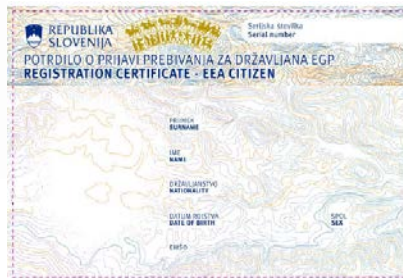 REPUBLIKA
SLOVENIJA
Serijska številka
Serial number
POTRDILO O PRIJAVI PREBIVANJA ZA DRŽAVLJANA EGP
REGISTRATION CERTIFICATE - EEA CITIZEN
PRIIMEK
SURNAME
IME
NAME
DRŽAVLJANSTVO
NATIONALITY
DATUM ROJSTVA
DATE OF BIRTH
SPOL
SEX
EMŠO